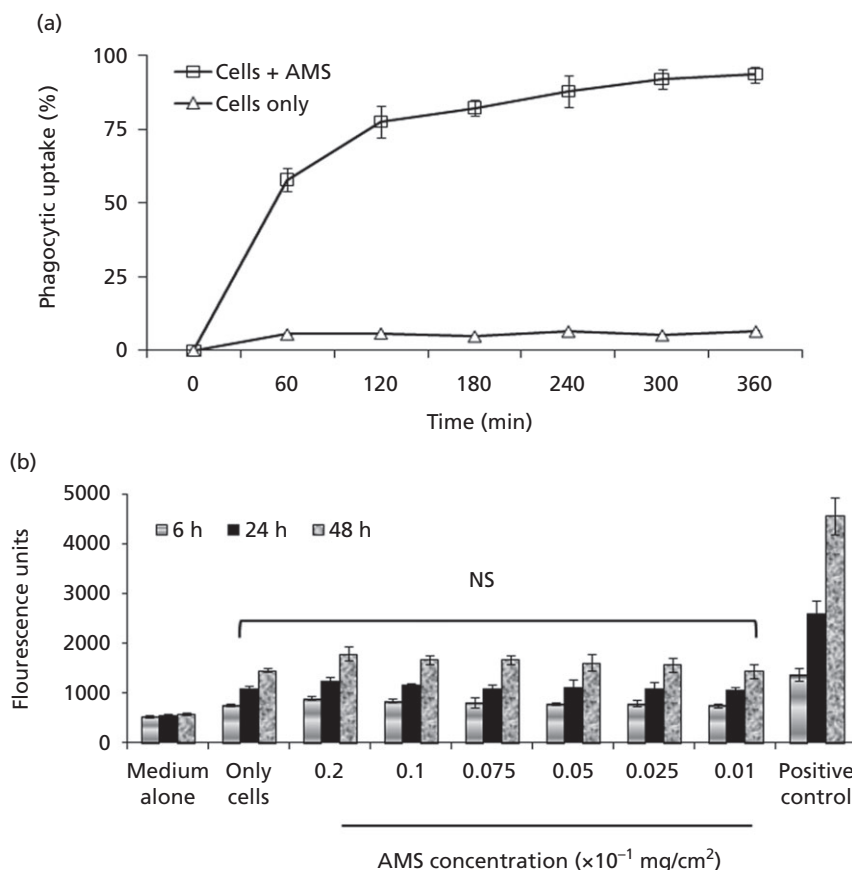 (a)
100
75
50
25
0
Phagocytic uptake (%)
Cells + AMS
Cells only
0 60 120 180 240 300 360
Time (min)
(b)
5000
4000
3000
2000
1000
0
Flourescence units
6 h 24 h 48 h
NS
Medium alone Only cells 0.2 0.1 0.075 0.05 0.025 0.01 Positive control
AMS concentration (×10⁻¹ mg/cm²)